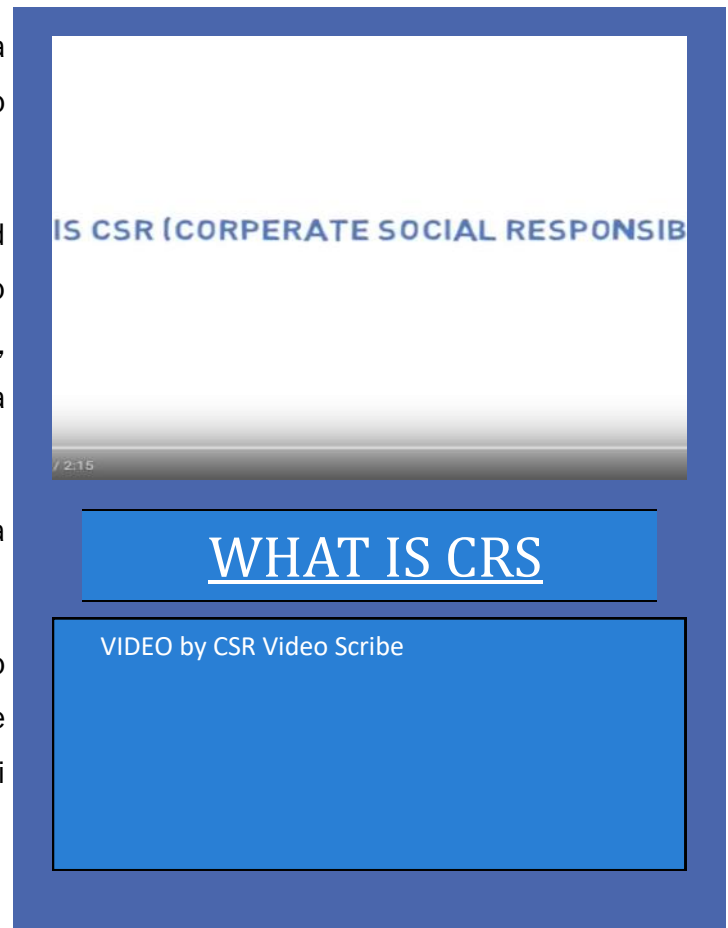 IS CSR (CORPERATE SOCIAL RESPONSIB
/ 2:15
WHAT IS CRS
VIDEO by CSR Video Scribe